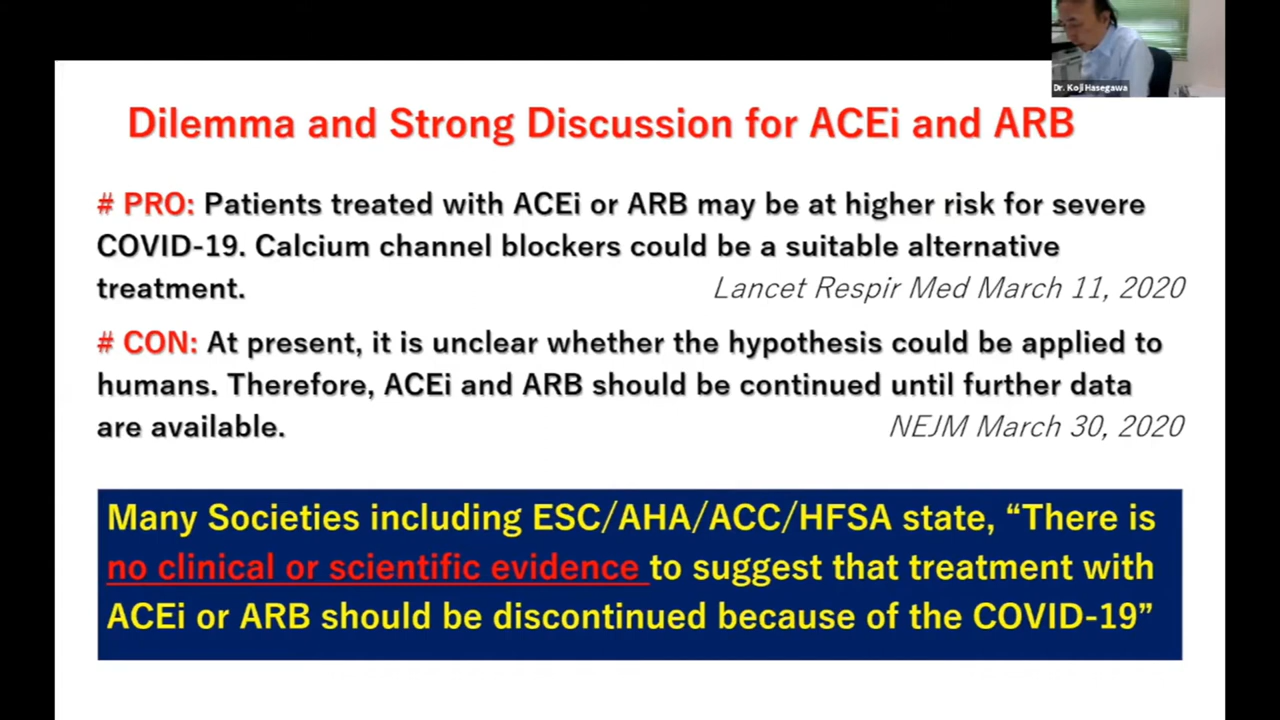 Dr. Koji Hasegawa
Dilemma and Strong Discussion for ACEi and ARB
# PRO: Patients treated with ACEi or ARB may be at higher risk for severe
COVID-19. Calcium channel blockers could be a suitable alternative
treatment. Lancet Respir Med March 11, 2020
# CON: At present, it is unclear whether the hypothesis could be applied to
humans. Therefore, ACEi and ARB should be continued until further data
are available. NEJM March 30, 2020
Many Societies including ESC/AHA/ACC/HFSA state, “There is
no clinical or scientific evidence to suggest that treatment with
ACEi or ARB should be discontinued because of the COVID-19”